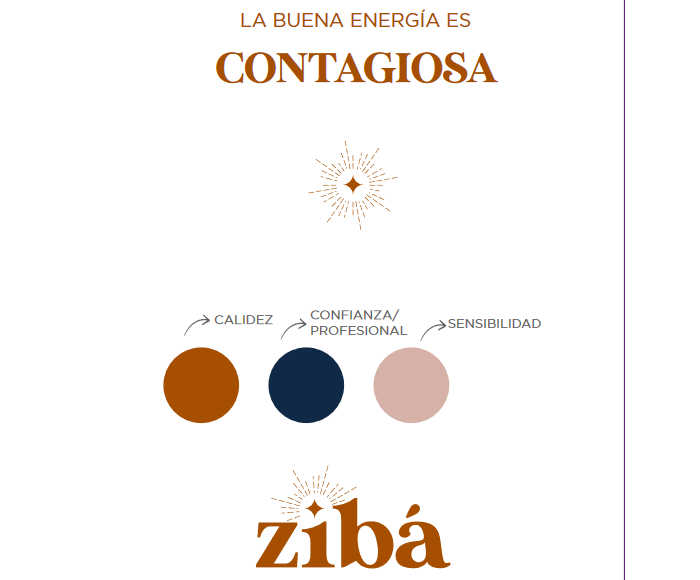 LA BUENA ENERGÍA ES
CONTAGIOSA
CALIDEZ
CONFIANZA/
PROFESIONAL
SENSIBILIDAD
zibá